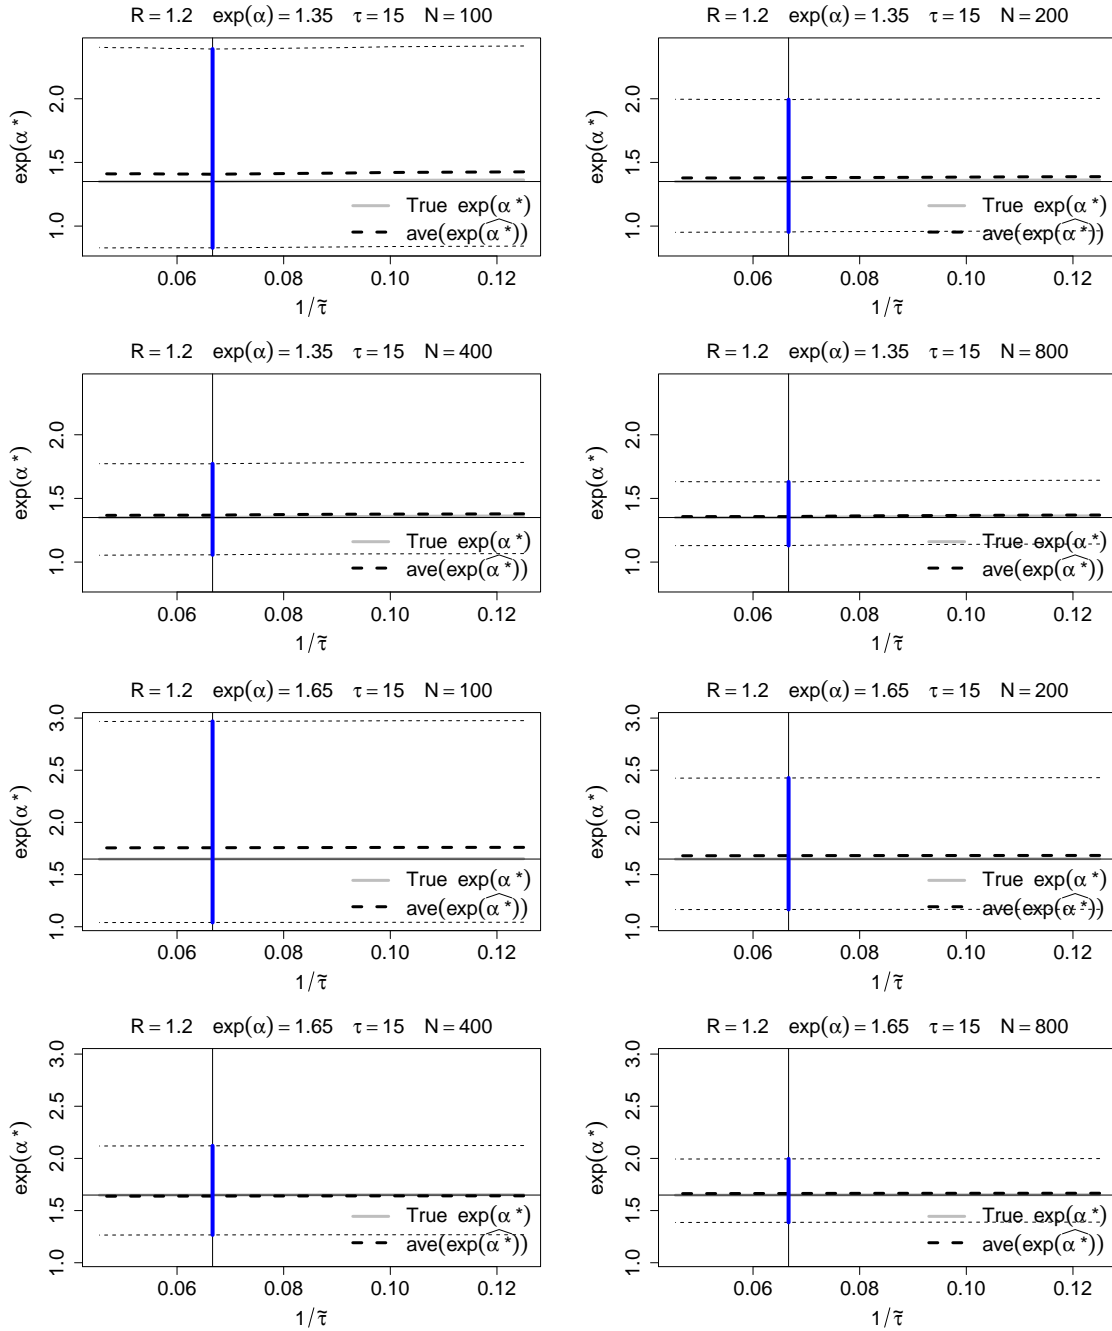 R = 1.2 exp(α) = 1.35 τ = 15 N = 100
exp(α*)
2.0
1.5
1.0
True exp(α*)
ave(exp(α̂*))
0.06 0.08 0.10 0.12
1/τ̃
R = 1.2 exp(α) = 1.35 τ = 15 N = 200
exp(α*)
2.0
1.5
1.0
True exp(α*)
ave(exp(α̂*))
0.06 0.08 0.10 0.12
1/τ̃
R = 1.2 exp(α) = 1.35 τ = 15 N = 400
exp(α*)
2.0
1.5
1.0
True exp(α*)
ave(exp(α̂*))
0.06 0.08 0.10 0.12
1/τ̃
R = 1.2 exp(α) = 1.35 τ = 15 N = 800
exp(α*)
2.0
1.5
1.0
True exp(α*)
ave(exp(α̂*))
0.06 0.08 0.10 0.12
1/τ̃
R = 1.2 exp(α) = 1.65 τ = 15 N = 100
exp(α*)
3.0
2.5
2.0
1.5
1.0
True exp(α*)
ave(exp(α̂*))
0.06 0.08 0.10 0.12
1/τ̃
R = 1.2 exp(α) = 1.65 τ = 15 N = 200
exp(α*)
3.0
2.5
2.0
1.5
1.0
True exp(α*)
ave(exp(α̂*))
0.06 0.08 0.10 0.12
1/τ̃
R = 1.2 exp(α) = 1.65 τ = 15 N = 400
exp(α*)
3.0
2.5
2.0
1.5
1.0
True exp(α*)
ave(exp(α̂*))
0.06 0.08 0.10 0.12
1/τ̃
R = 1.2 exp(α) = 1.65 τ = 15 N = 800
exp(α*)
3.0
2.5
2.0
1.5
1.0
True exp(α*)
ave(exp(α̂*))
0.06 0.08 0.10 0.12
1/τ̃